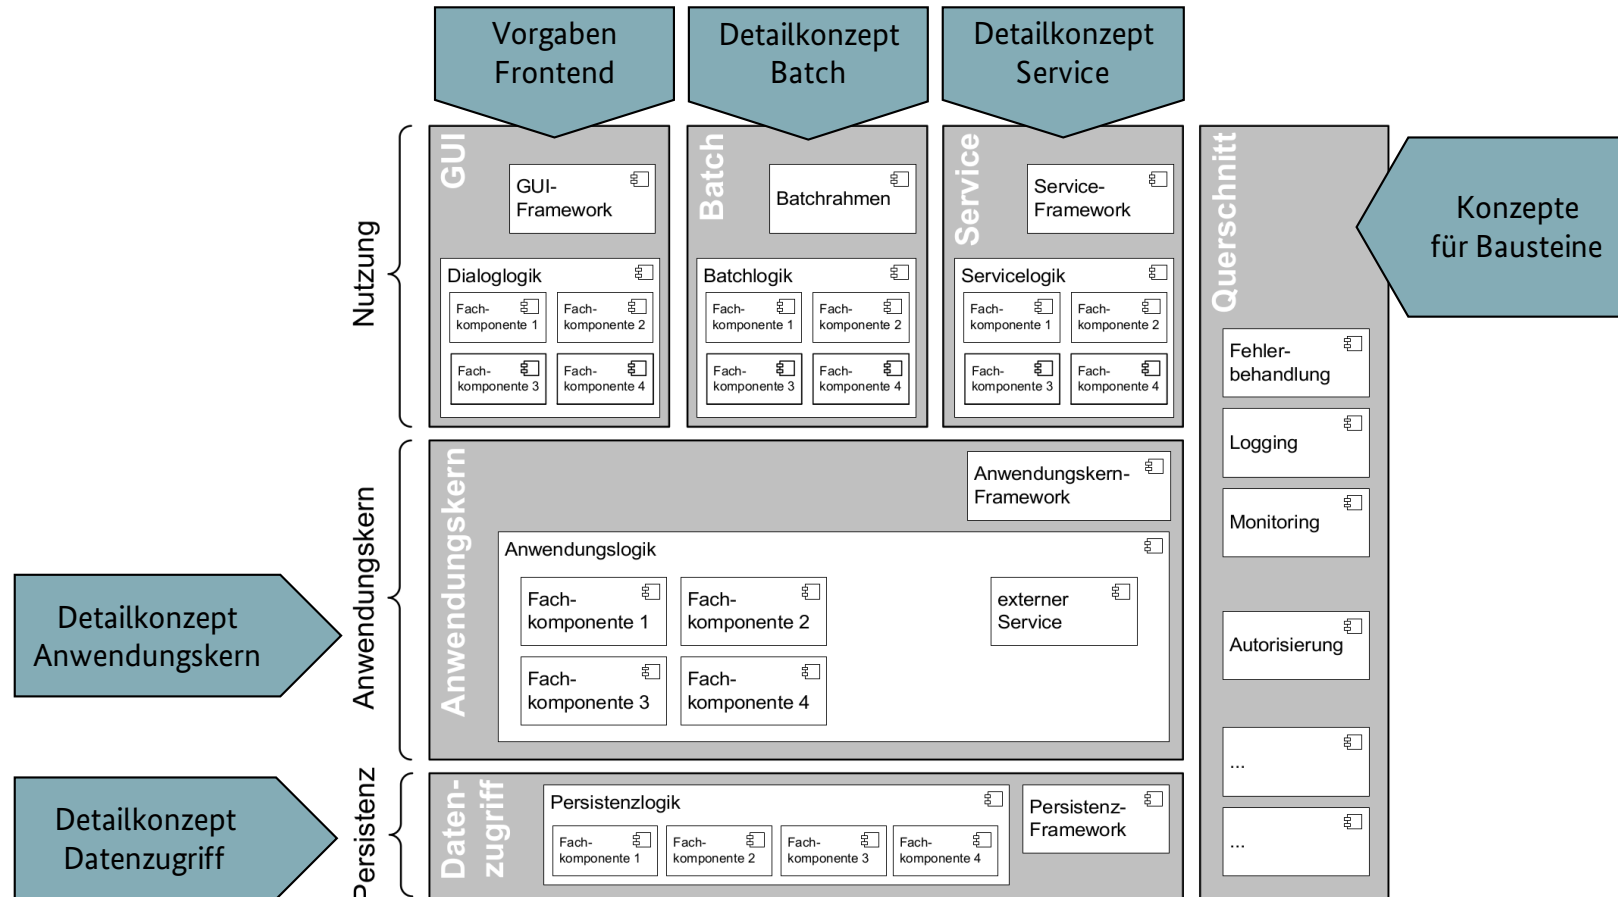 Vorgaben
Frontend
Detailkonzept
Batch
Detailkonzept
Service
Konzepte
für Bausteine
Detailkonzept
Anwendungskern
Detailkonzept
Datenzugriff
Nutzung
GUI
GUI-
Framework
Dialoglogik
Fach-
komponente 1
Fach-
komponente 2
Fach-
komponente 3
Fach-
komponente 4
Batch
Batchrahmen
Batchlogik
Fach-
komponente 1
Fach-
komponente 2
Fach-
komponente 3
Fach-
komponente 4
Service
Service-
Framework
Servicelogik
Fach-
komponente 1
Fach-
komponente 2
Fach-
komponente 3
Fach-
komponente 4
Querschnitt
Fehler-
behandlung
Logging
Monitoring
Autorisierung
...
...
Anwendungskern
Anwendungskern
Anwendungskern-
Framework
Anwendungslogik
Fach-
komponente 1
Fach-
komponente 2
externer
Service
Fach-
komponente 3
Fach-
komponente 4
Persistenz
Daten-
zugriff
Persistenzlogik
Fach-
komponente 1
Fach-
komponente 2
Fach-
komponente 3
Fach-
komponente 4
Persistenz-
Framework